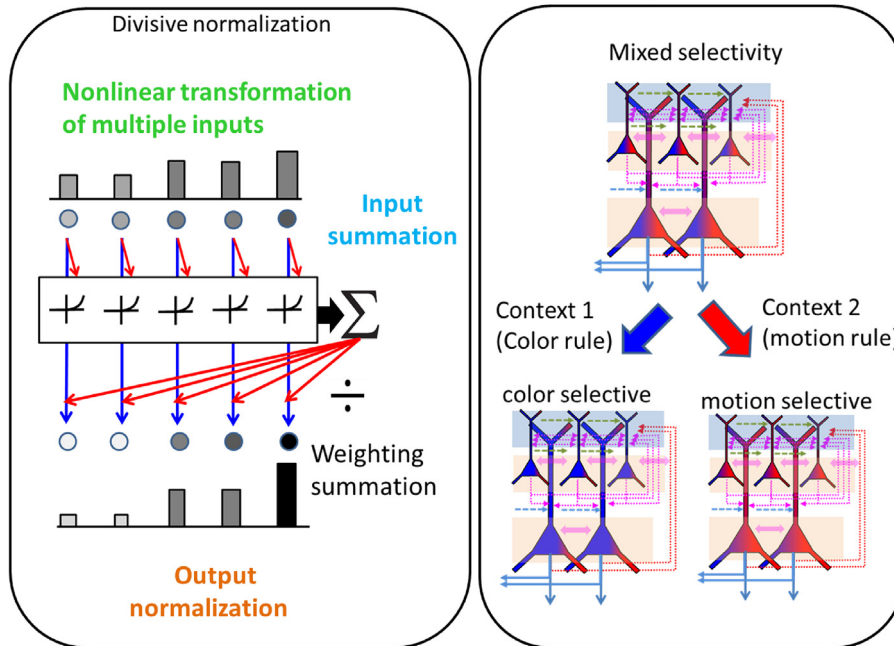 Divisive normalization
Nonlinear transformation
of multiple inputs
Input
summation
Σ
÷
Weighting
summation
Output
normalization
Mixed selectivity
Context 1
(Color rule)
Context 2
(motion rule)
color selective
motion selective